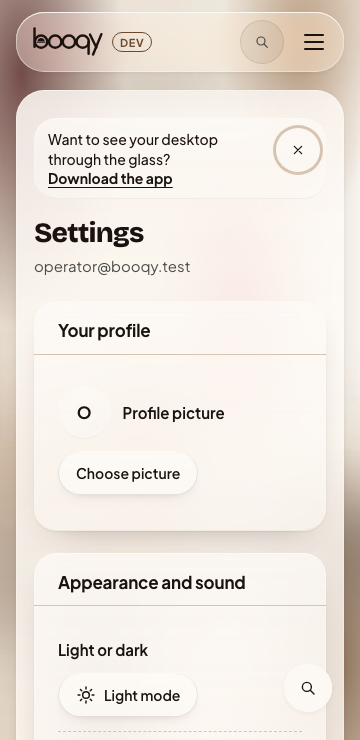 booqy DEV
Want to see your desktop
through the glass?
Download the app
Settings
operator@booqy.test
Your profile
O Profile picture
Choose picture
Appearance and sound
Light or dark
Light mode